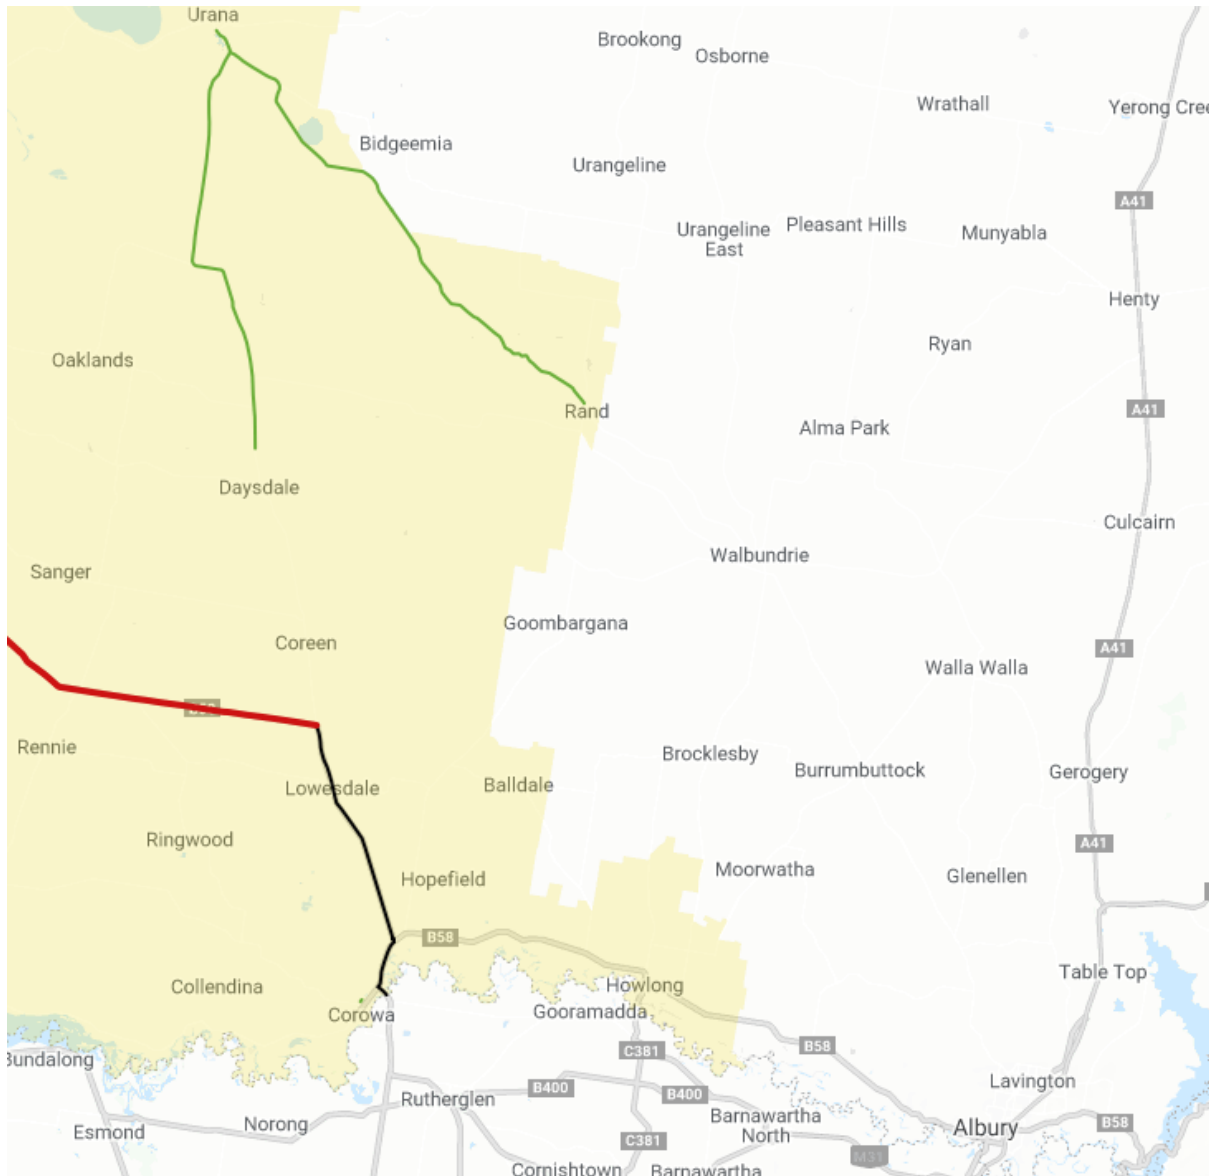 Urana
Brookong
Osborne
Wrathall
Yerong Cree
Bidgeemia
Urangeline
A41
Urangeline
East
Pleasant Hills
Munyabla
Henty
Ryan
Oaklands
Rand
A41
Alma Park
Daysdale
Culcairn
Walbundrie
Sanger
Goombargana
Coreen
A41
Walla Walla
Rennie
Brocklesby
Burrumbuttock
Gerogery
Lowesdale
Balldale
Ringwood
A41
Moorwatha
Glenellen
Hopefield
B58
Table Top
Collendina
Howlong
Corowa
Gooramadda
B58
C381
Bundalong
Lavington
B400
B400
Rutherglen
Barnawartha
North
Norong
Esmond
Albury
B58
C381
M31
Cornishtown
Barnawartha